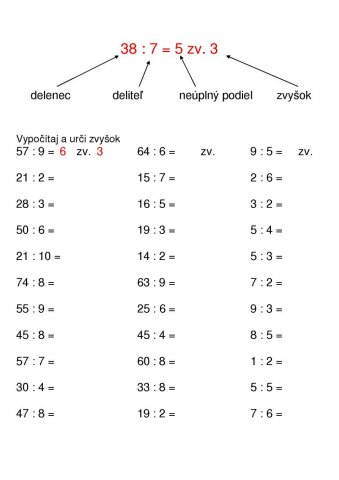 38 : 7 = 5 zv. 3
delenec deliteľ neúplný podiel zvyšok
Vypočítaj a urči zvyšok
57 : 9 = 6 zv. 3 64 : 6 = zv. 9 : 5 = zv.
21 : 2 = 15 : 7 = 2 : 6 =
28 : 3 = 16 : 5 = 3 : 2 =
50 : 6 = 19 : 3 = 5 : 4 =
21 : 10 = 14 : 2 = 5 : 3 =
74 : 8 = 63 : 9 = 7 : 2 =
55 : 9 = 25 : 6 = 9 : 3 =
45 : 8 = 45 : 4 = 8 : 5 =
57 : 7 = 60 : 8 = 1 : 2 =
30 : 4 = 33 : 8 = 5 : 5 =
47 : 8 = 19 : 2 = 7 : 6 =